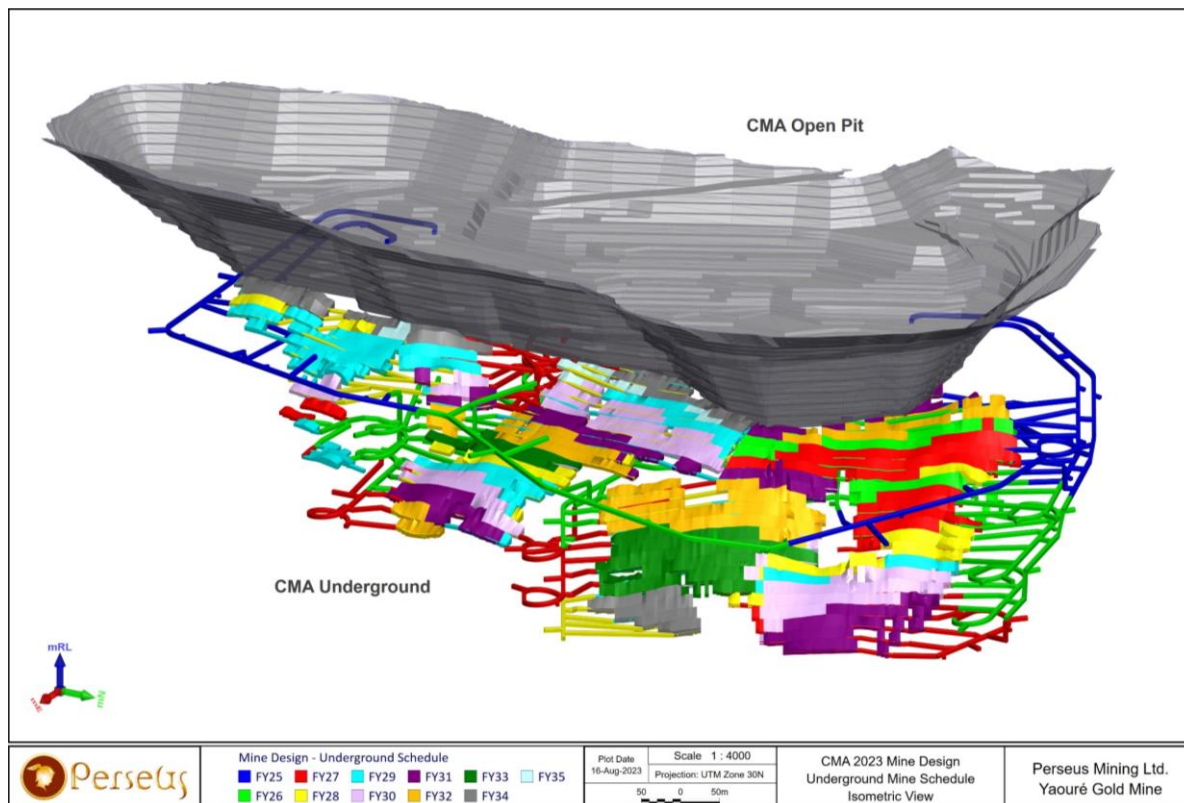 CMA Open Pit
CMA Underground
mRL
mE
mN
Perseus
Mine Design - Underground Schedule
FY25 FY27 FY29 FY31 FY33 FY35
FY26 FY28 FY30 FY32 FY34
Plot Date
16-Aug-2023
Scale 1 : 4000
Projection: UTM Zone 30N
50 0 50m
CMA 2023 Mine Design
Underground Mine Schedule
Isometric View
Perseus Mining Ltd.
Yaouré Gold Mine